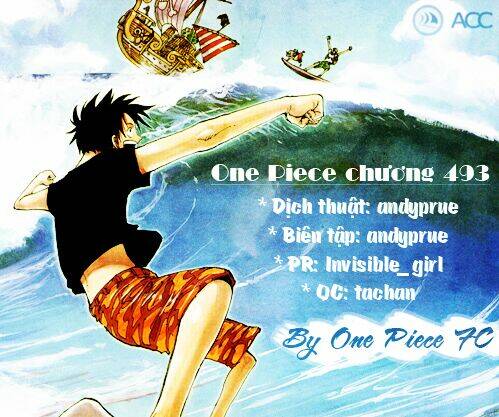 ACC
One Piece chương 493
* Dịch thuật: andyprue
* Biên tập: andyprue
* PR: Invisible_girl
* QC: tachan
By One Piece FC